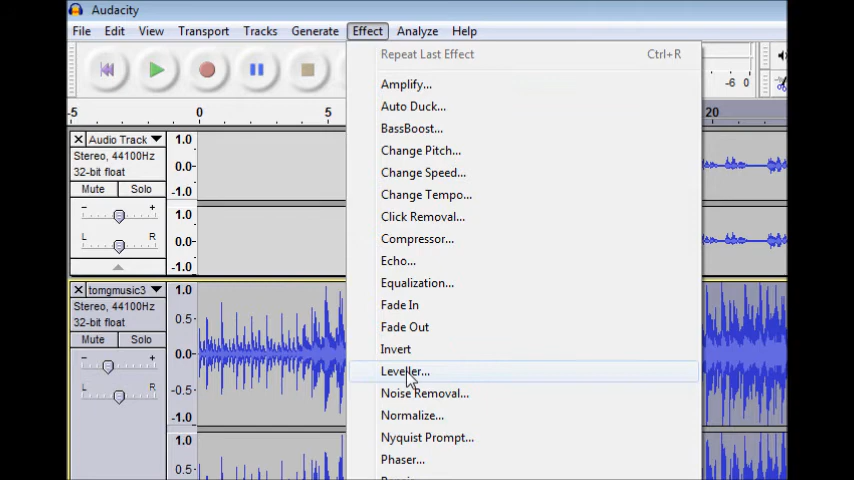 Audacity
File Edit View Transport Tracks Generate Effect Analyze Help
Repeat Last Effect Ctrl+R
-6 0
Amplify...
Auto Duck...
BassBoost...
Change Pitch...
Change Speed...
Change Tempo...
Click Removal...
Compressor...
Echo...
Equalization...
Fade In
Fade Out
Invert
Leveller...
Noise Removal...
Normalize...
Nyquist Prompt...
Phaser...
-5 0 5 20
Audio Track 1.0
Stereo, 44100Hz
32-bit float 0.0
Mute Solo -1.0
- +
1.0
L R
0.0
-1.0
tomgmusic3 1.0
Stereo, 44100Hz
32-bit float 0.5
Mute Solo 0.0
- +
L R
-0.5
-1.0
1.0
0.5